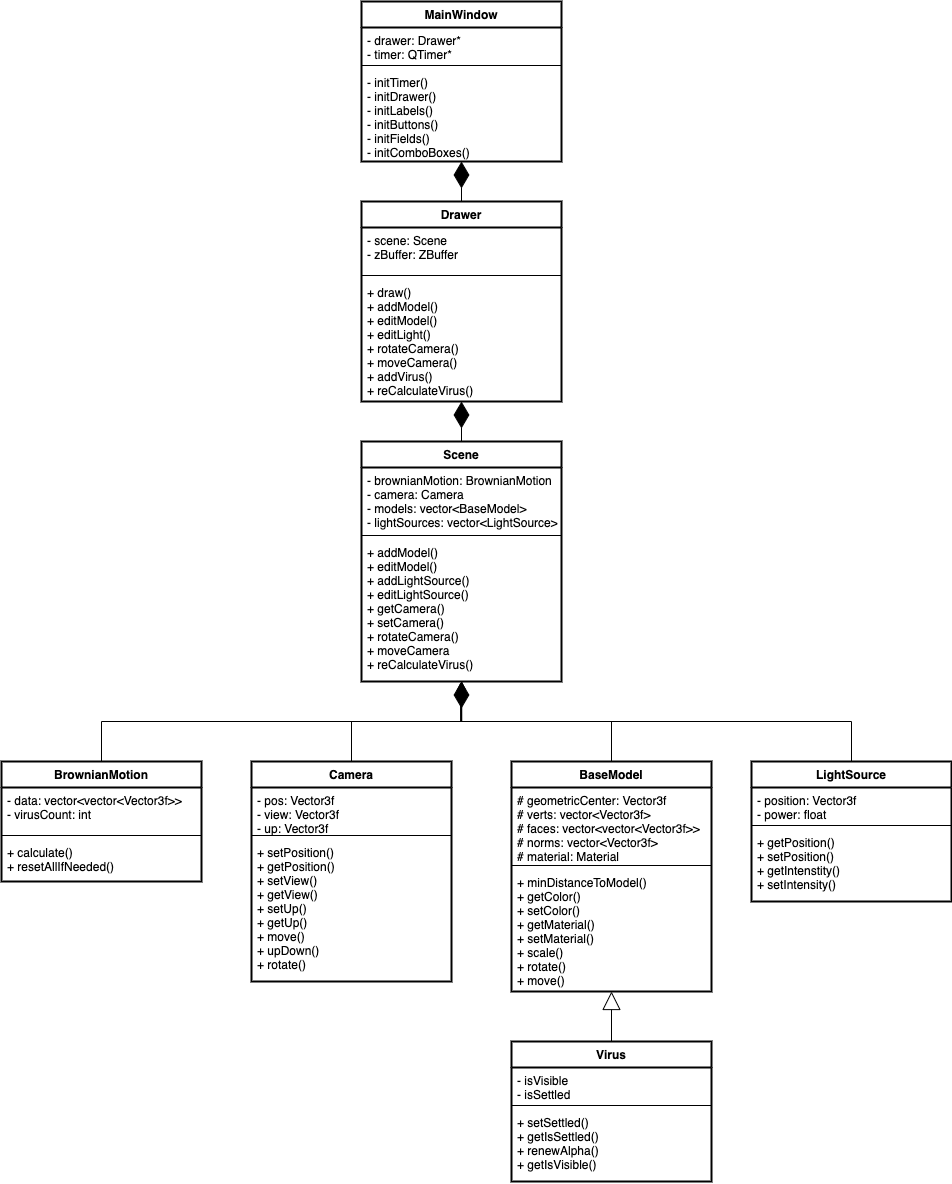 MainWindow
- drawer: Drawer*
- timer: QTimer*
- initTimer()
- initDrawer()
- initLabels()
- initButtons()
- initFields()
- initComboBoxes()
Drawer
- scene: Scene
- zBuffer: ZBuffer
+ draw()
+ addModel()
+ editModel()
+ editLight()
+ rotateCamera()
+ moveCamera()
+ addVirus()
+ reCalculateVirus()
Scene
- brownianMotion: BrownianMotion
- camera: Camera
- models: vector<BaseModel>
- lightSources: vector<LightSource>
+ addModel()
+ editModel()
+ addLightSource()
+ editLightSource()
+ getCamera()
+ setCamera()
+ rotateCamera()
+ moveCamera
+ reCalculateVirus()
BrownianMotion
- data: vector<vector<Vector3f>>
- virusCount: int
+ calculate()
+ resetAllIfNeeded()
Camera
- pos: Vector3f
- view: Vector3f
- up: Vector3f
+ setPosition()
+ getPosition()
+ setView()
+ getView()
+ setUp()
+ getUp()
+ move()
+ upDown()
+ rotate()
BaseModel
# geometricCenter: Vector3f
# verts: vector<Vector3f>
# faces: vector<vector<Vector3f>>
# norms: vector<Vector3f>
# material: Material
+ minDistanceToModel()
+ getColor()
+ setColor()
+ getMaterial()
+ setMaterial()
+ scale()
+ rotate()
+ move()
LightSource
- position: Vector3f
- power: float
+ getPosition()
+ setPosition()
+ getIntenstity()
+ setIntensity()
Virus
- isVisible
- isSettled
+ setSettled()
+ getIsSettled()
+ renewAlpha()
+ getIsVisible()